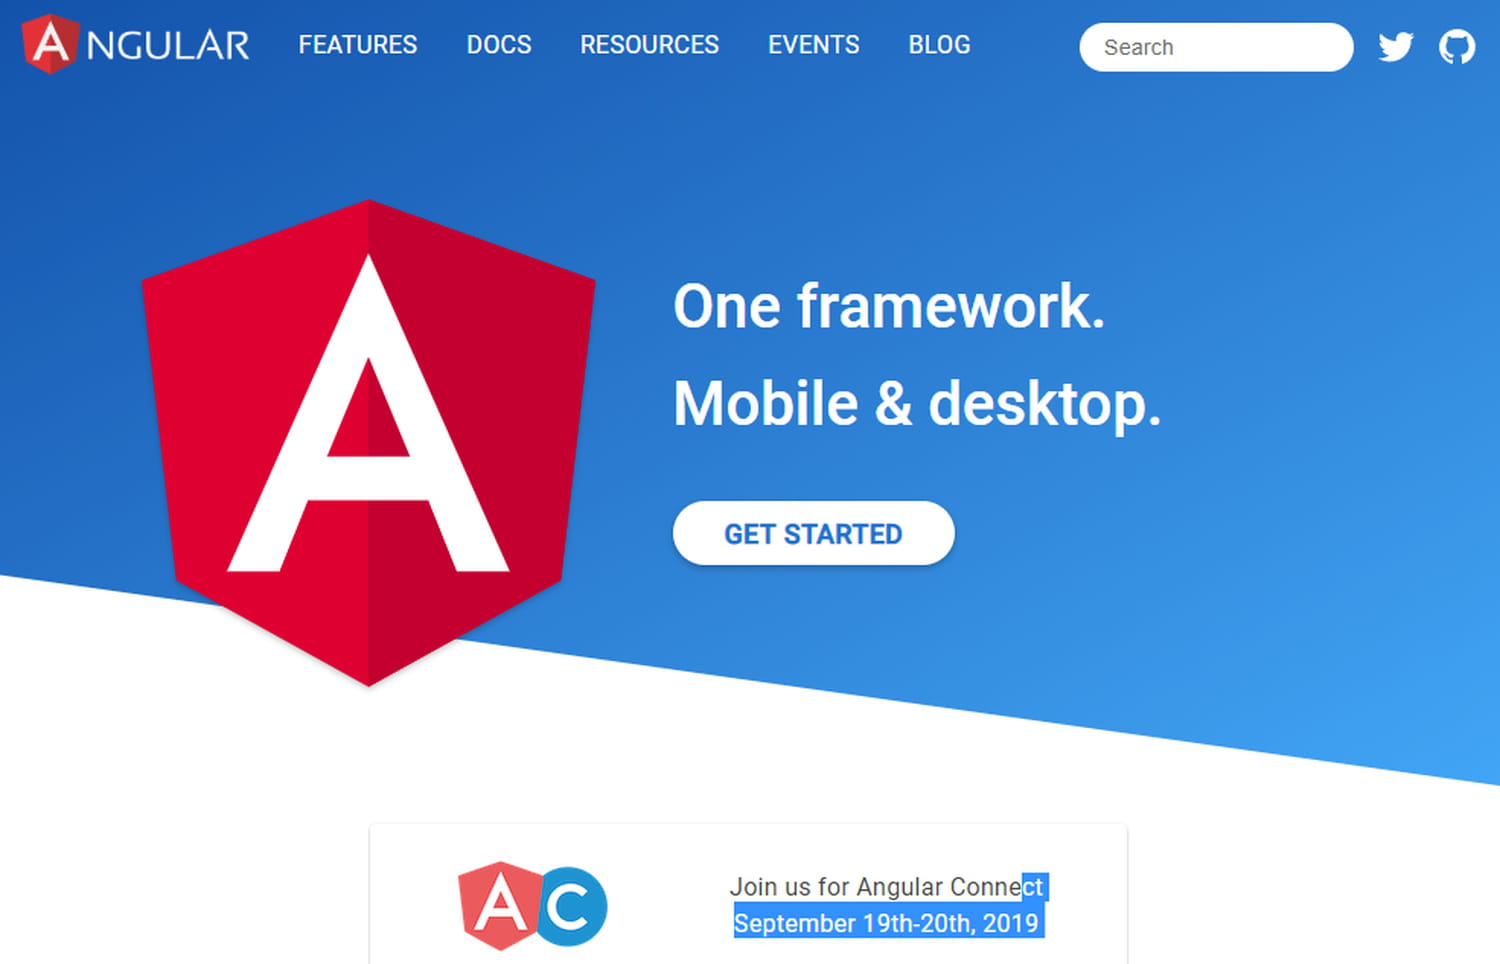 ANGULAR
FEATURES
DOCS
RESOURCES
EVENTS
BLOG
Search
A
One framework.
Mobile & desktop.
GET STARTED
AC
Join us for Angular Connect
September 19th-20th, 2019